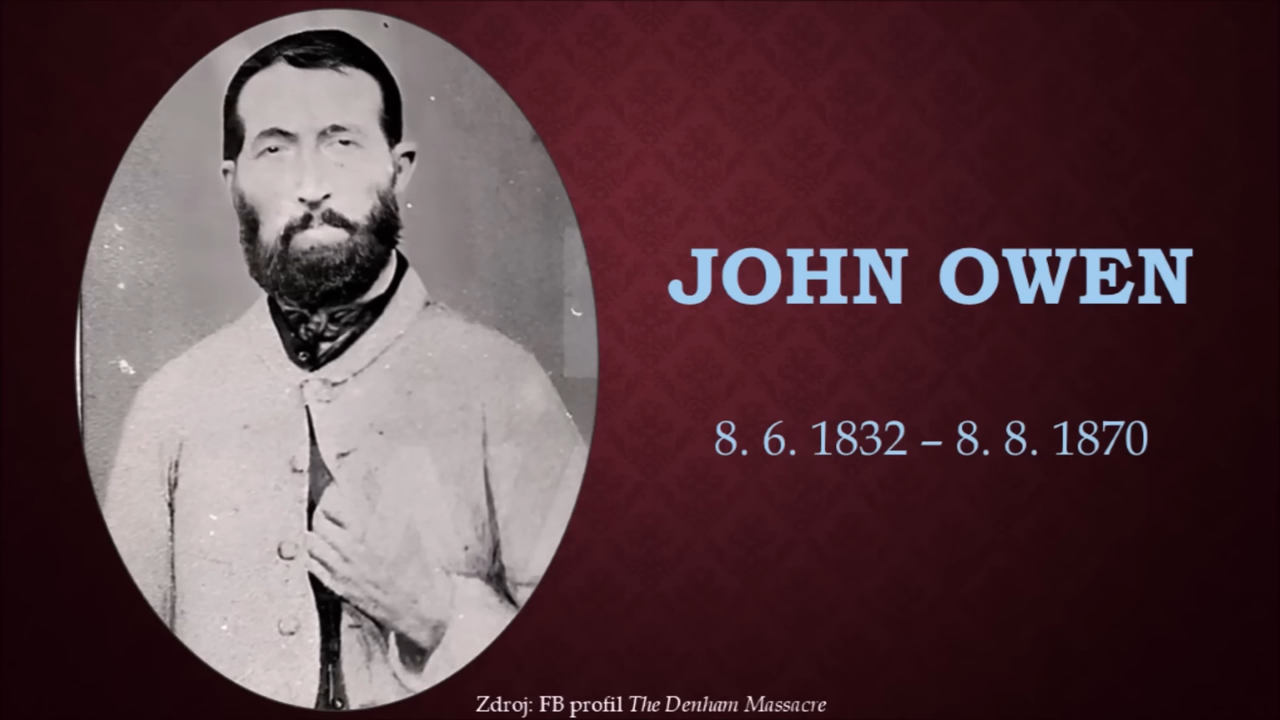 JOHN OWEN
8. 6. 1832 – 8. 8. 1870
Zdroj: FB profil The Denham Massacre